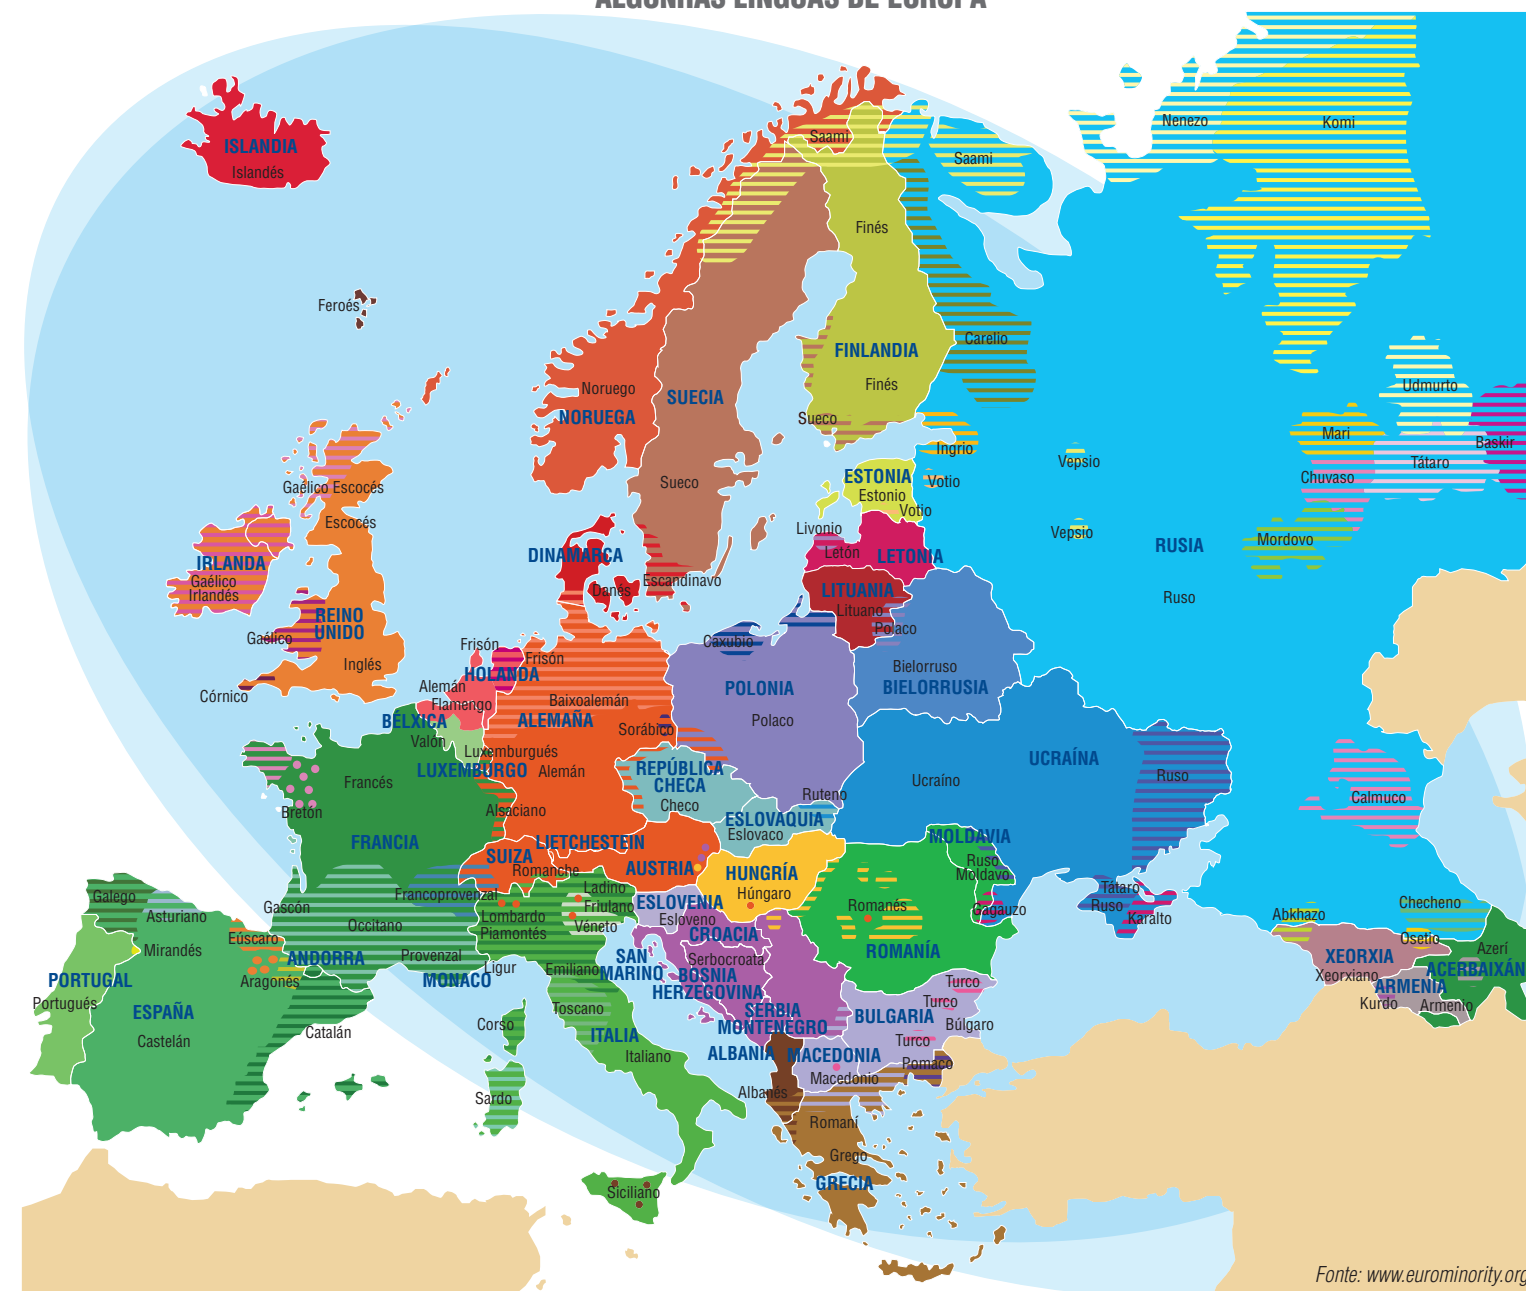 ALGUNHAS LINGUAS DE EUROPA
ISLANDIA
Islandés
Feroés
Saami
Saami
Nenezo
Komi
Finés
FINLANDIA
Finés
Carelio
Noruego
NORUEGA
SUECIA
Sueco
Sueco
Ingrio
Vepsio
Votio
Udmurto
Mari
Baskir
Tátaro
Chuvaso
Gaélico Escocés
Escocés
ESTONIA
Estonio
Votio
Livonio
Letón
LETONIA
Vepsio
RUSIA
Mordovo
Ruso
IRLANDA
Gaélico
Irlandés
REINO
UNIDO
Gaélico
Inglés
Córnico
DINAMARCA
Danés
Escandinavo
LITUANIA
Lituano
Polaco
Caxubio
Frisón
Frisón
HOLANDA
Alemán
Flamengo
BÉLXICA
Valón
Baixoalemán
ALEMAÑA
Sorábico
POLONIA
Polaco
Bielorruso
BIELORRUSIA
Luxemburgués
LUXEMBURGO
Alemán
REPÚBLICA
CHECA
Checo
UCRAÍNA
Ucraíno
Ruso
Calmuco
Ruteno
Francés
Bretón
FRANCIA
Alsaciano
ESLOVAQUIA
Eslovaco
LIETCHESTEIN
SUIZA
Romanche
AUSTRIA
HUNGRÍA
Húngaro
MOLDAVIA
Ruso
Moldavo
Tátaro
Ruso
Karaíto
Gagauzo
Romanés
ROMANÍA
Galego
Asturiano
Mirandés
Gascón
Francoprovenzal
Occitano
Provenzal
Lombardo
Piamontés
Ladino
Friulano
Véneto
ESLOVENIA
Esloveno
CROACIA
Serbocroata
Abkhazo
Checheno
Osetio
Azerí
Eúscaro
ANDORRA
Aragonés
MONACO
Ligur
Emiliano
SAN
MARINO
BOSNIA
HERZEGOVINA
XEORXIA
Xeorxiano
ACERBAIXÁN
ARMENIA
Kurdo
Armenio
PORTUGAL
Portugués
ESPAÑA
Castelán
Catalán
Corso
Toscano
ITALIA
Italiano
SERBIA
MONTENEGRO
BULGARIA
Turco
Turco
Turco
Búlgaro
Pomaco
ALBANIA
MACEDONIA
Macedonio
Albanés
Sardo
Romaní
Grego
GRECIA
Siciliano
Fonte: www.eurominority.org